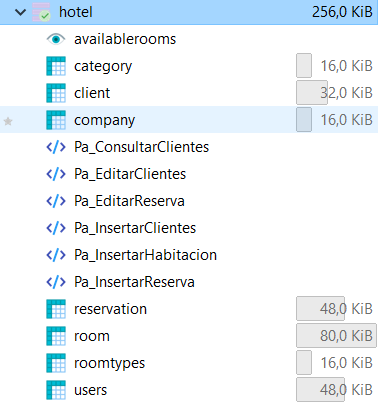 hotel 256,0 KiB
availablerooms
category 16,0 KiB
client 32,0 KiB
company 16,0 KiB
Pa_ConsultarClientes
Pa_EditarClientes
Pa_EditarReserva
Pa_InsertarClientes
Pa_InsertarHabitacion
Pa_InsertarReserva
reservation 48,0 KiB
room 80,0 KiB
roomtypes 16,0 KiB
users 48,0 KiB